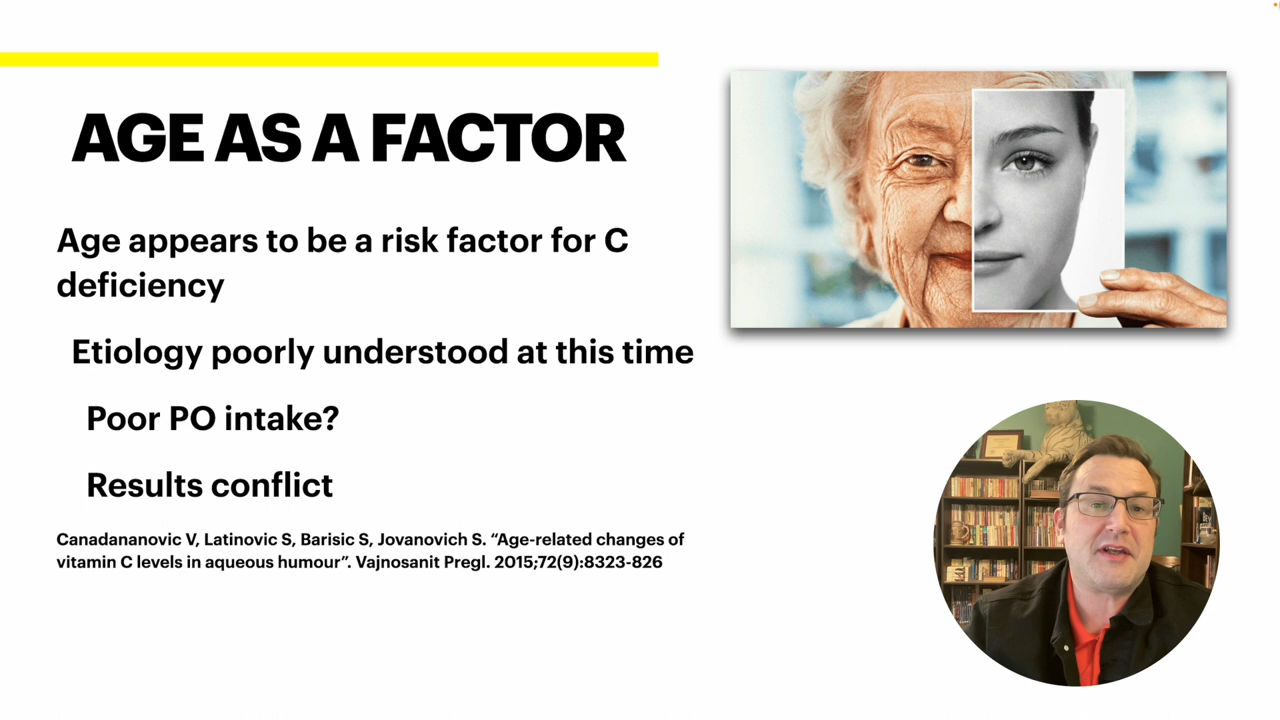 AGE AS A FACTOR
Age appears to be a risk factor for C
deficiency
Etiology poorly understood at this time
Poor PO intake?
Results conflict
Canadananovic V, Latinovic S, Barisic S, Jovanovich S. “Age-related changes of
vitamin C levels in aqueous humour”. Vajnosanit Pregl. 2015;72(9):8323-826